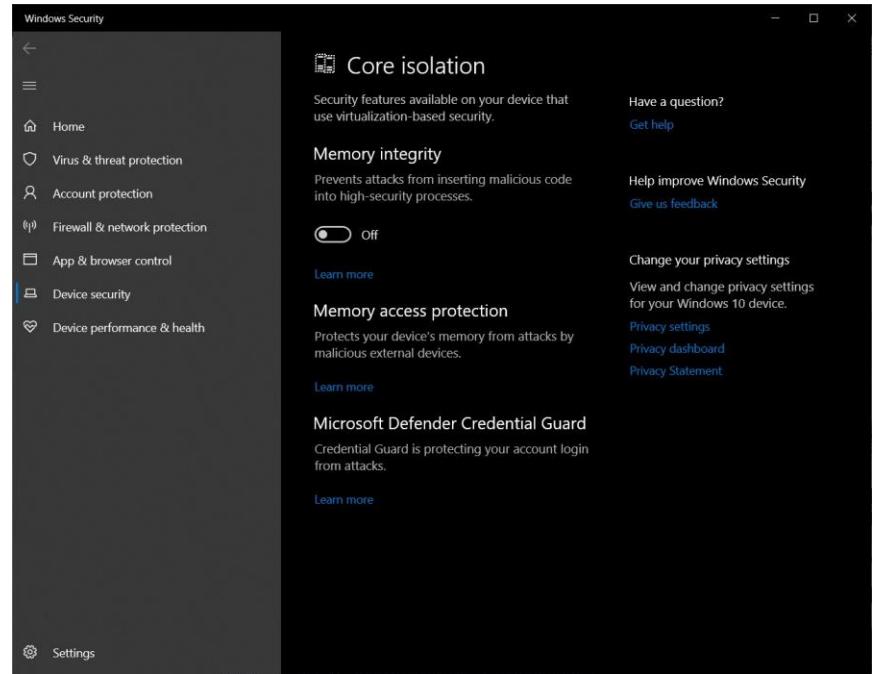 Windows Security
Home
Virus & threat protection
Account protection
Firewall & network protection
App & browser control
Device security
Device performance & health
Settings
Core isolation
Security features available on your device that
use virtualization-based security.
Memory integrity
Prevents attacks from inserting malicious code
into high-security processes.
Off
Learn more
Memory access protection
Protects your device's memory from attacks by
malicious external devices.
Learn more
Microsoft Defender Credential Guard
Credential Guard is protecting your account login
from attacks.
Learn more
Have a question?
Get help
Help improve Windows Security
Give us feedback
Change your privacy settings
View and change privacy settings
for your Windows 10 device.
Privacy settings
Privacy dashboard
Privacy Statement